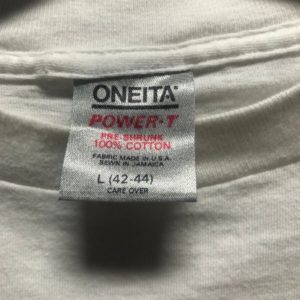 ONEITA®
POWER-T
PRE-SHRUNK
100% COTTON
FABRIC MADE IN U.S.A.
SEWN IN JAMAICA
L (42-44)
CARE OVER